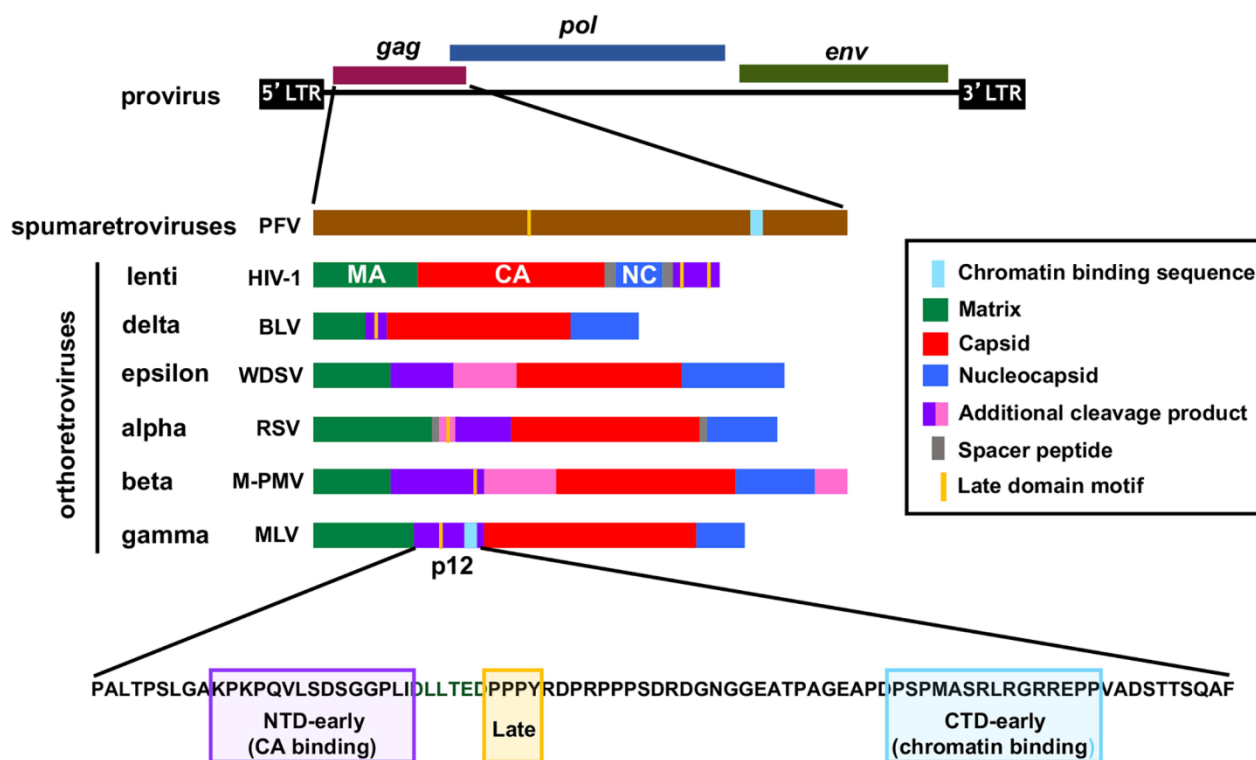 pol
gag
env
provirus
5’LTR
3’LTR
spumaretroviruses
PFV
orthoretroviruses
lenti
HIV-1
MA
CA
NC
delta
BLV
epsilon
WDSV
alpha
RSV
beta
M-PMV
gamma
MLV
p12
Chromatin binding sequence
Matrix
Capsid
Nucleocapsid
Additional cleavage product
Spacer peptide
Late domain motif
PALTPSLGAKPKPQVLSDSGGPLIDLLTEDPPPYRDPRPPPSDRDGNGGEATPAGEAPDPSPMASRLRGRREPPVADSTTSQAF
NTD-early
(CA binding)
Late
CTD-early
(chromatin binding)